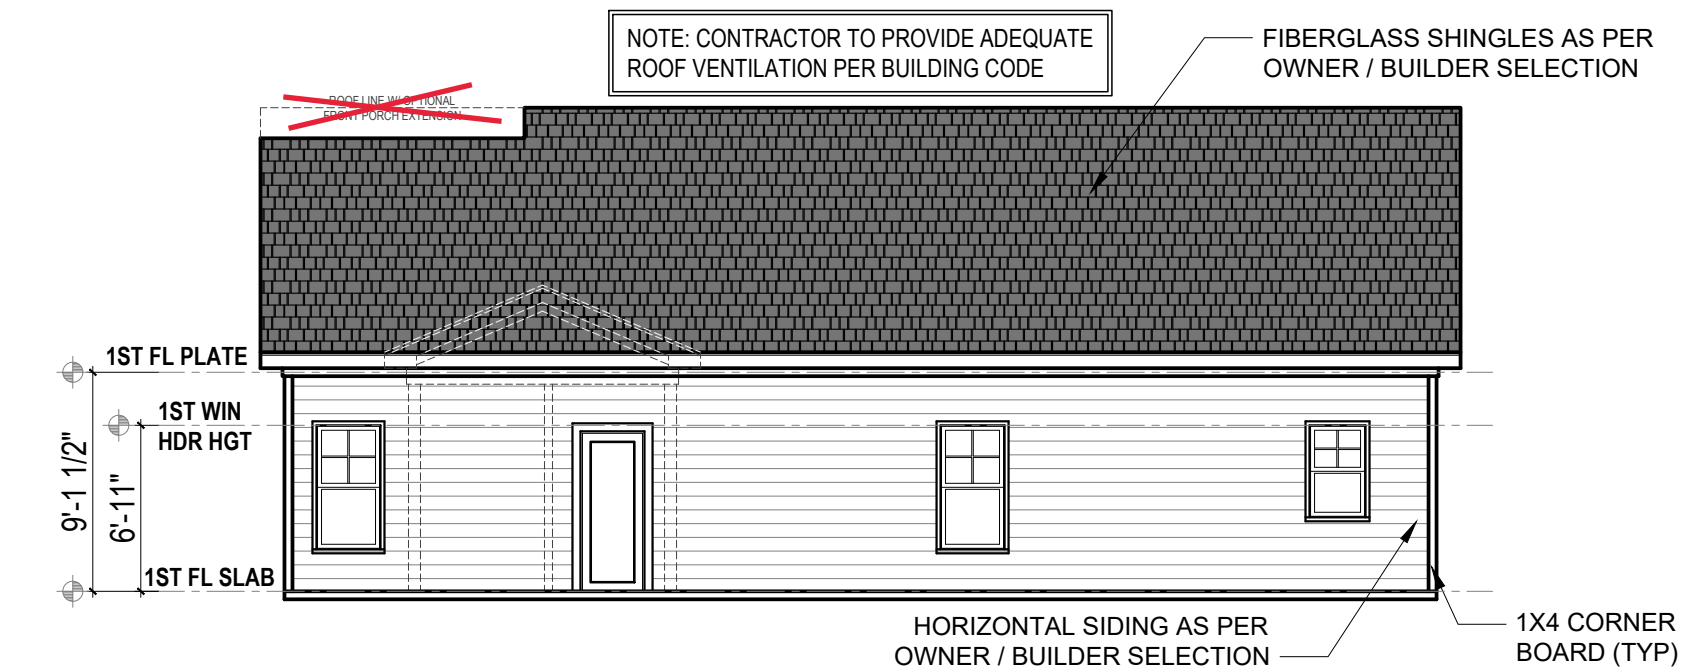 NOTE: CONTRACTOR TO PROVIDE ADEQUATE
ROOF VENTILATION PER BUILDING CODE
FIBERGLASS SHINGLES AS PER
OWNER / BUILDER SELECTION
ROOF LINE W/ OPTIONAL
FRONT PORCH EXTENSION
1ST FL PLATE
1ST WIN
HDR HGT
9'-1 1/2"
6'-11"
1ST FL SLAB
HORIZONTAL SIDING AS PER
OWNER / BUILDER SELECTION
1X4 CORNER
BOARD (TYP)